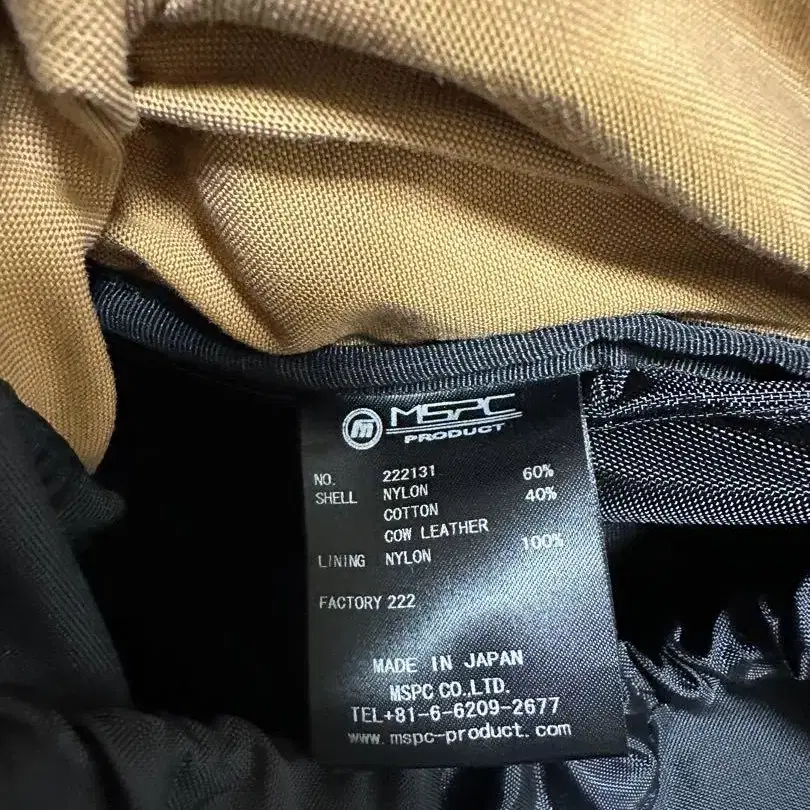 m MSPC
PRODUCT
NO. 222131
SHELL NYLON 60%
COTTON 40%
COW LEATHER
LINING NYLON 100%
FACTORY 222
MADE IN JAPAN
MSPC CO.LTD.
TEL+81-6-6209-2677
www.mspc-product.com